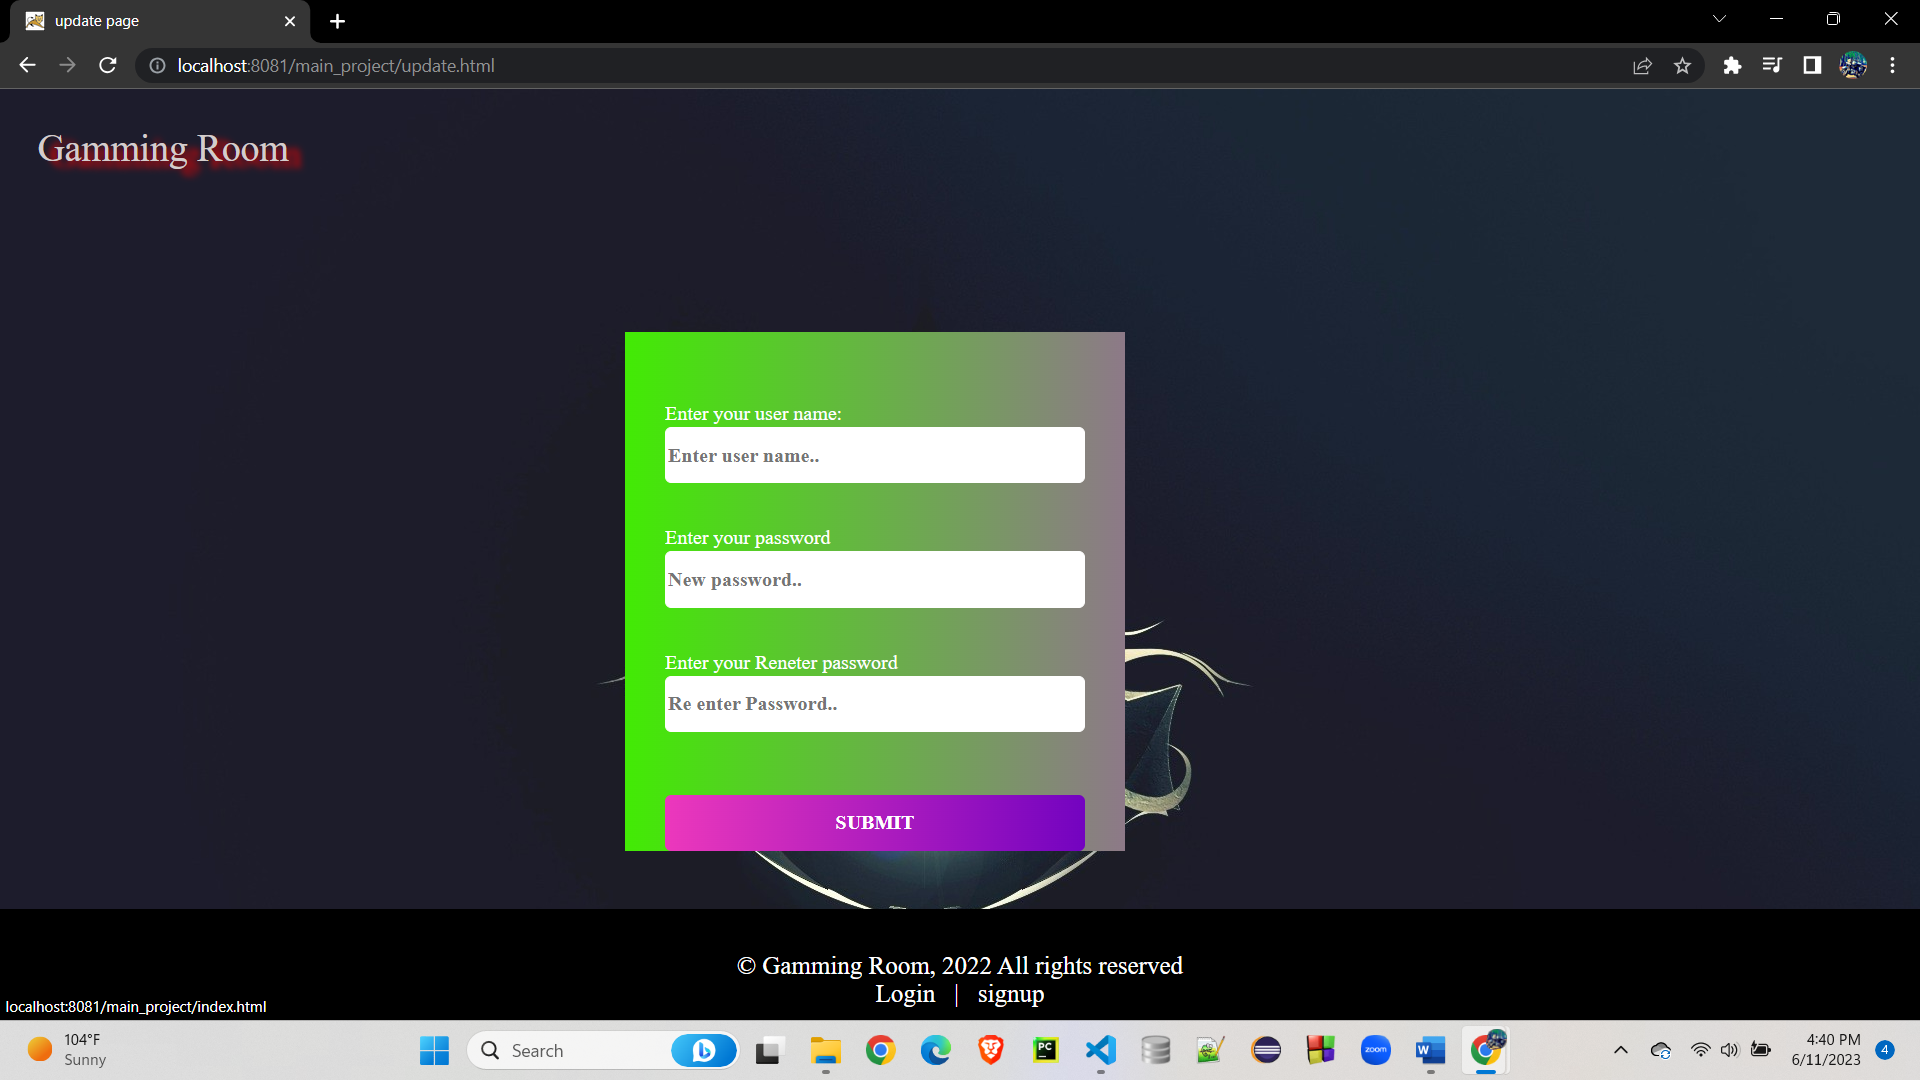 update page
localhost:8081/main_project/update.html
Gamming Room
Enter your user name:
Enter user name..
Enter your password
New password..
Enter your Reneter password
Re enter Password..
SUBMIT
© Gamming Room, 2022 All rights reserved
Login | signup
localhost:8081/main_project/index.html
104°F
Sunny
Search
PC
zoom
W
4:40 PM
6/11/2023
4